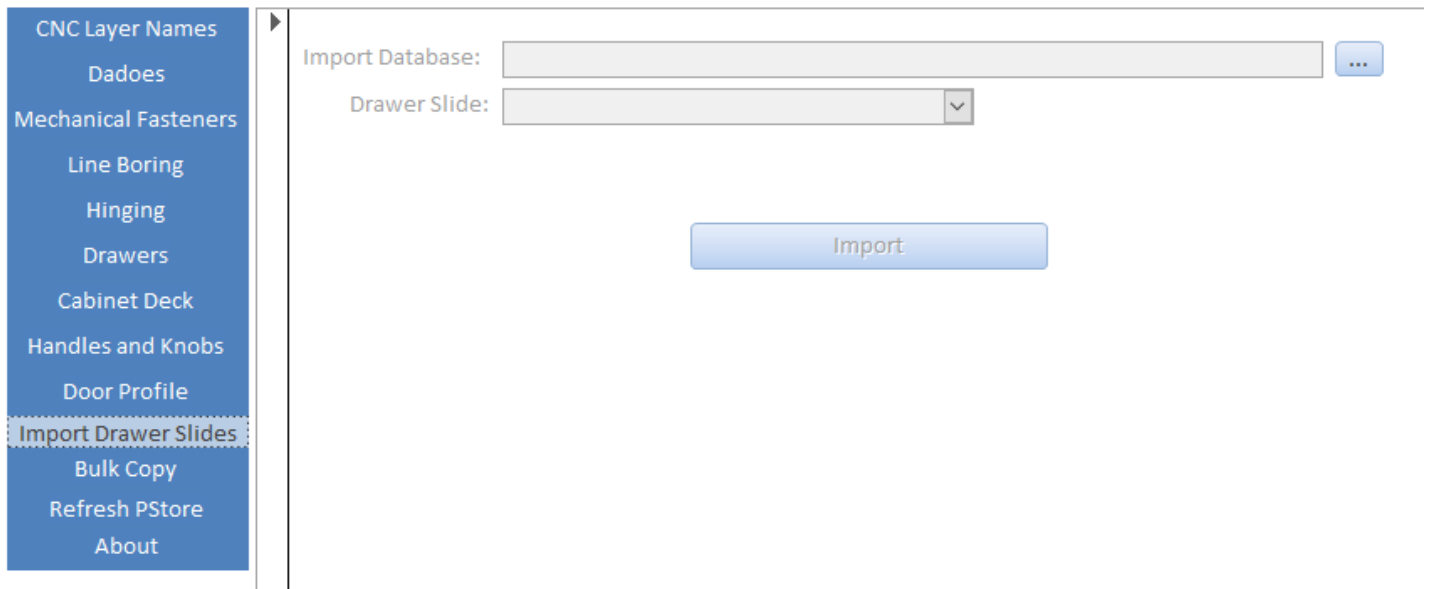 CNC Layer Names
Dadoes
Mechanical Fasteners
Line Boring
Hinging
Drawers
Cabinet Deck
Handles and Knobs
Door Profile
Import Drawer Slides
Bulk Copy
Refresh PStore
About
Import Database:
...
Drawer Slide:
Import